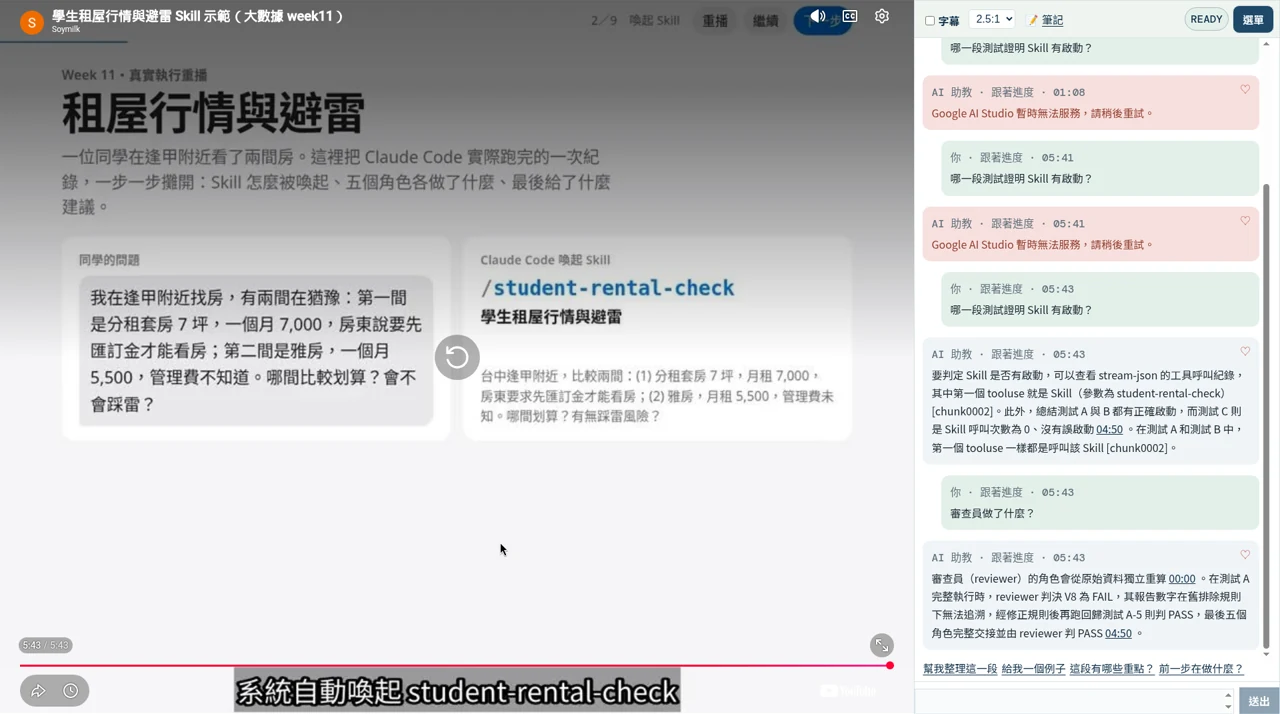 S
學生租屋行情與避雷 Skill 示範（大數據 week11）
Soymilk
2／9 喚起 Skill 重播 繼續
Week 11・真實執行重播
租屋行情與避雷
一位同學在逢甲附近看了兩間房。這裡把 Claude Code 實際跑完的一次紀
錄，一步一步攤開：Skill 怎麼被喚起、五個角色各做了什麼、最後給了什麼
建議。
同學的問題
我在逢甲附近找房，有兩間在猶豫：第一間
是分租套房 7 坪，一個月 7,000，房東說要先
匯訂金才能看房；第二間是雅房，一個月
5,500，管理費不知道。哪間比較划算？會不
會踩雷？
Claude Code 喚起 Skill
/student-rental-check
學生租屋行情與避雷
台中逢甲附近，比較兩間：(1) 分租套房 7 坪，月租 7,000，
房東要求先匯訂金才能看房；(2) 雅房，月租 5,500，管理費未
知。哪間划算？有無踩雷風險？
5:43 / 5:43
系統自動喚起 student-rental-check
YouTube
字幕 2.5:1 📝 筆記 READY 選單
哪一段測試證明 Skill 有啟動？
AI 助教 · 跟著進度 · 01:08
Google AI Studio 暫時無法服務，請稍後重試。
你 · 跟著進度 · 05:41
哪一段測試證明 Skill 有啟動？
AI 助教 · 跟著進度 · 05:41
Google AI Studio 暫時無法服務，請稍後重試。
你 · 跟著進度 · 05:43
哪一段測試證明 Skill 有啟動？
AI 助教 · 跟著進度 · 05:43
要判定 Skill 是否有啟動，可以查看 stream-json 的工具呼叫紀錄，
其中第一個 tooluse 就是 Skill（參數為 student-rental-check）
[chunk0002]。此外，總結測試 A 與 B 都有正確啟動，而測試 C 則
是 Skill 呼叫次數為 0、沒有誤啟動 04:50 。在測試 A 和測試 B 中，
第一個 tooluse 一樣都是呼叫該 Skill [chunk0002]。
你 · 跟著進度 · 05:43
審查員做了什麼？
AI 助教 · 跟著進度 · 05:43
審查員（reviewer）的角色會從原始資料獨立重算 00:00 。在測試 A
完整執行時，reviewer 判決 V8 為 FAIL，其報告數字在舊排除規則
下無法追溯，經修正規則後再跑回歸測試 A-5 則判 PASS，最後五個
角色完整交接並由 reviewer 判 PASS 04:50 。
幫我整理這一段 給我一個例子 這段有哪些重點？ 前一步在做什麼？
送出